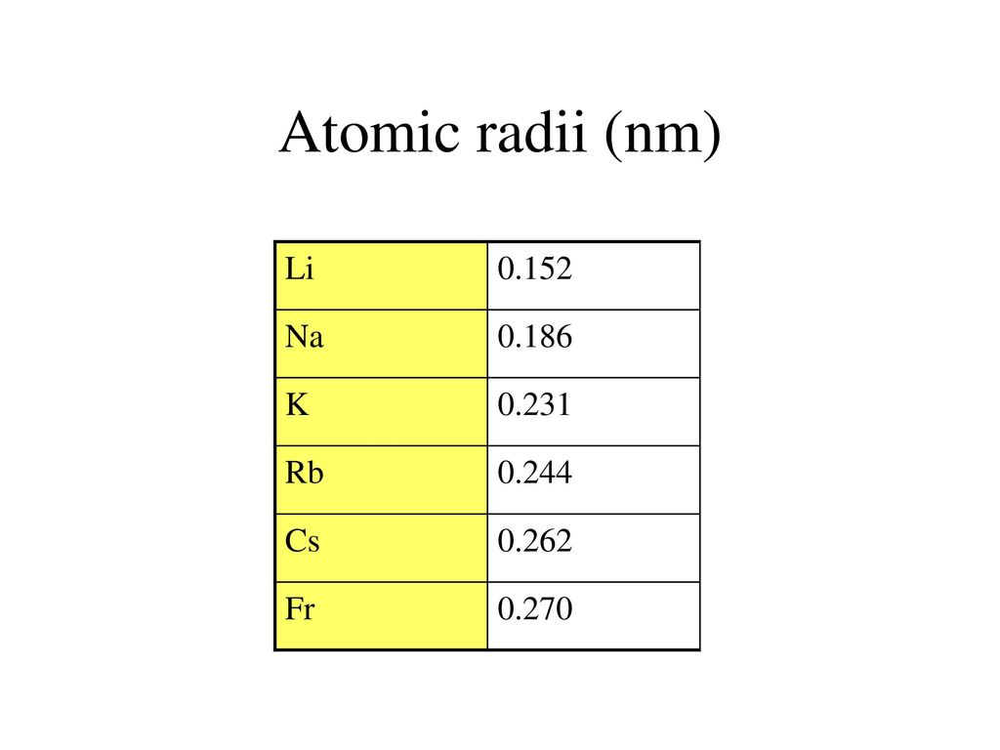 Atomic radii (nm)
Li 0.152
Na 0.186
K 0.231
Rb 0.244
Cs 0.262
Fr 0.270